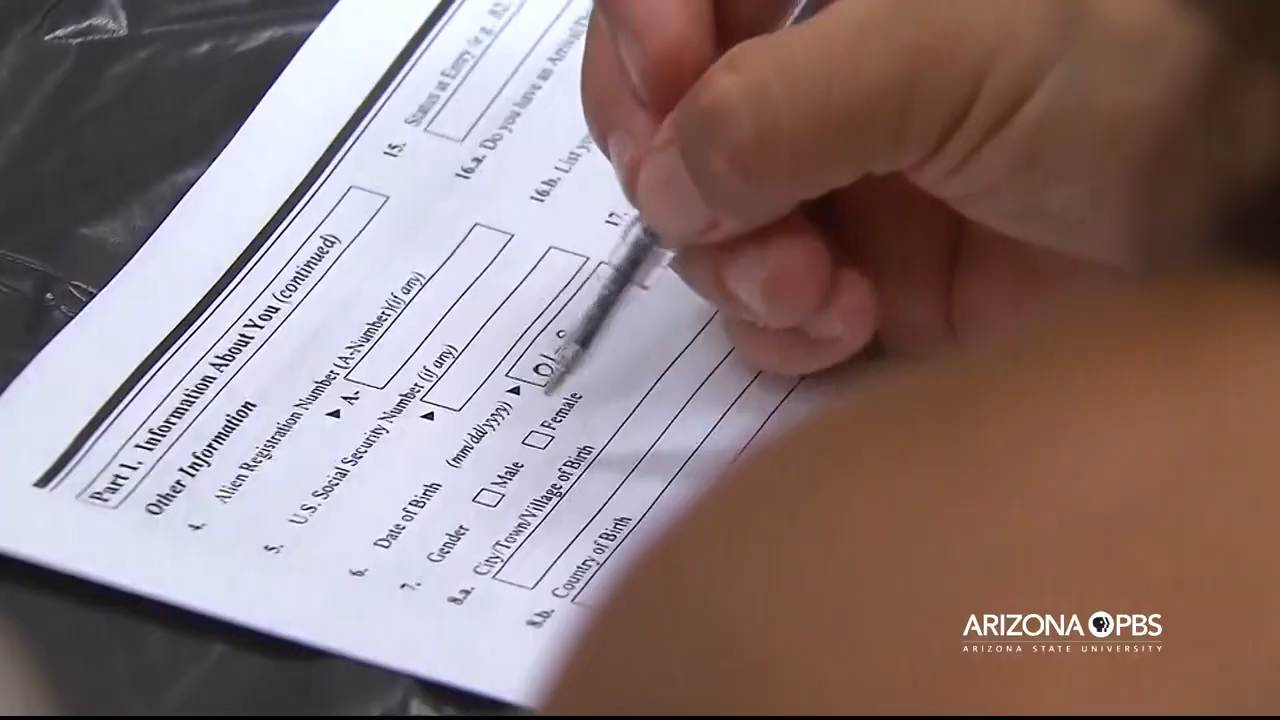 Part 1. Information About You (continued)
Other Information
4. Alien Registration Number (A-Number)(if any)
► A-
5. U.S. Social Security Number (if any)
►
6. Date of Birth (mm/dd/yyyy) ►
7. Gender Male Female
8.a. City/Town/Village of Birth
8.b. Country of Birth
15. Status at Entry (e.g.
16.a. Do you have an
16.b. List
17.
ARIZONA PBS
ARIZONA STATE UNIVERSITY